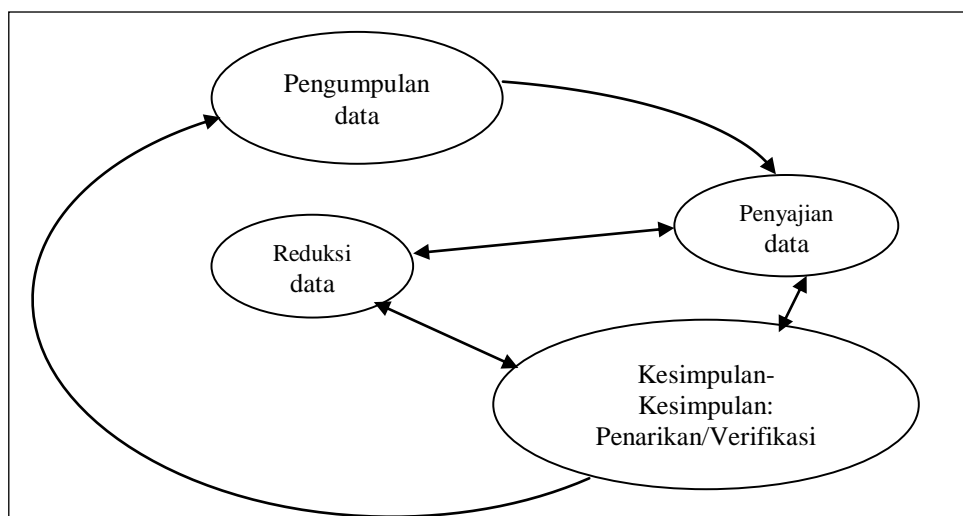 Pengumpulan
data
Penyajian
data
Reduksi
data
Kesimpulan-
Kesimpulan:
Penarikan/Verifikasi